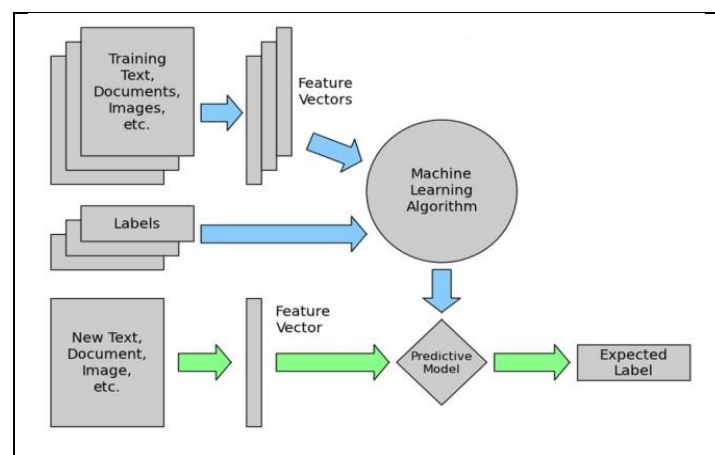 Training
Text,
Documents,
Images,
etc.
Feature
Vectors
Machine
Learning
Algorithm
Labels
New Text,
Document,
Image,
etc.
Feature
Vector
Predictive
Model
Expected
Label